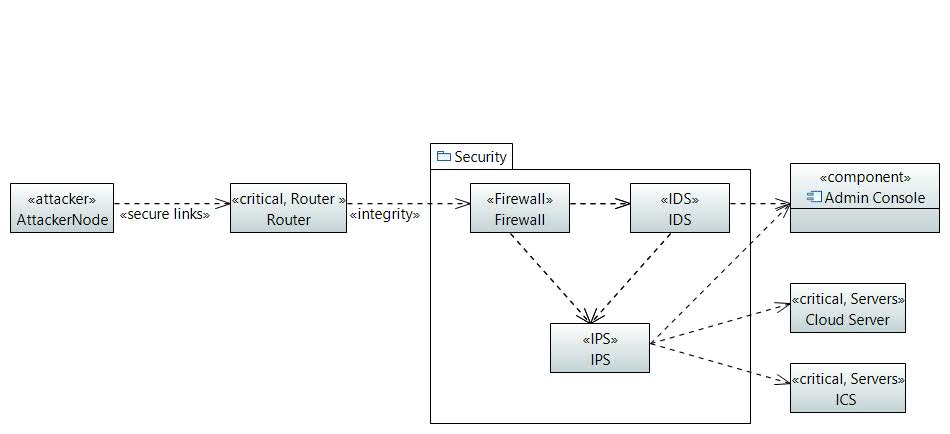 Security
«attacker»
AttackerNode
«secure links»
«critical, Router »
Router
«integrity»
«Firewall»
Firewall
«IDS»
IDS
«component»
Admin Console
«critical, Servers»
Cloud Server
«IPS»
IPS
«critical, Servers»
ICS